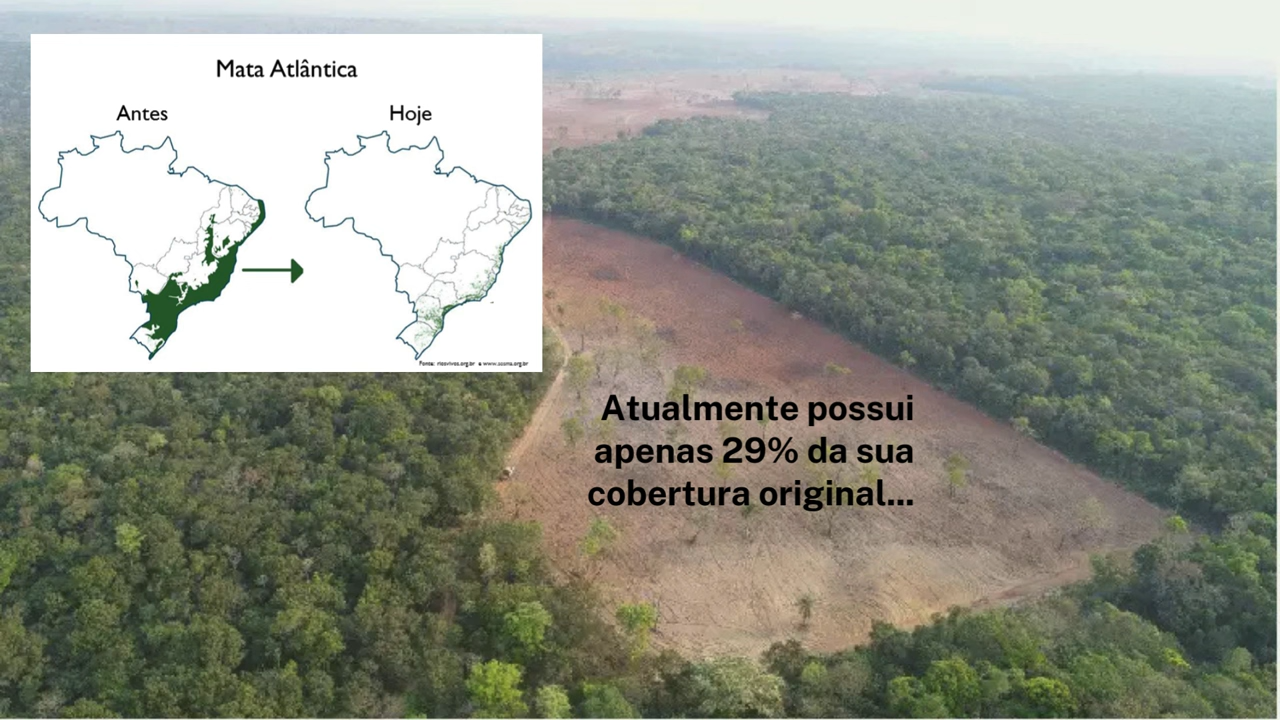 Mata Atlântica
Antes
Hoje
Atualmente possui
apenas 29% da sua
cobertura original...